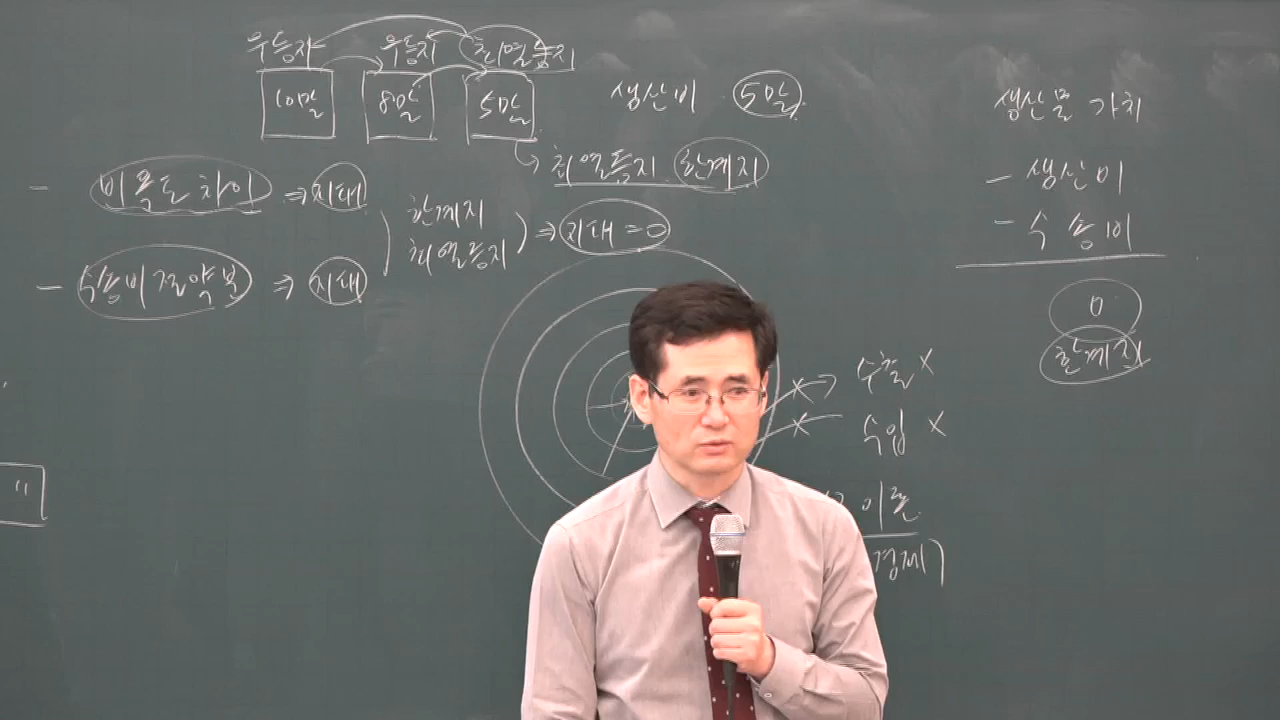 우등지 우등지 최열등지
10말 8말 5말
생산비 5말
최열등지 한계지
- 비옥도 차이 ⇒ 지대
- 수송비 절약분 ⇒ 지대
한계지
최열등지
⇒ 지대 = 0
생산물 가치
- 생산비
- 수송비
0
한계지
수출 X
수입 X
이론
경제)
"